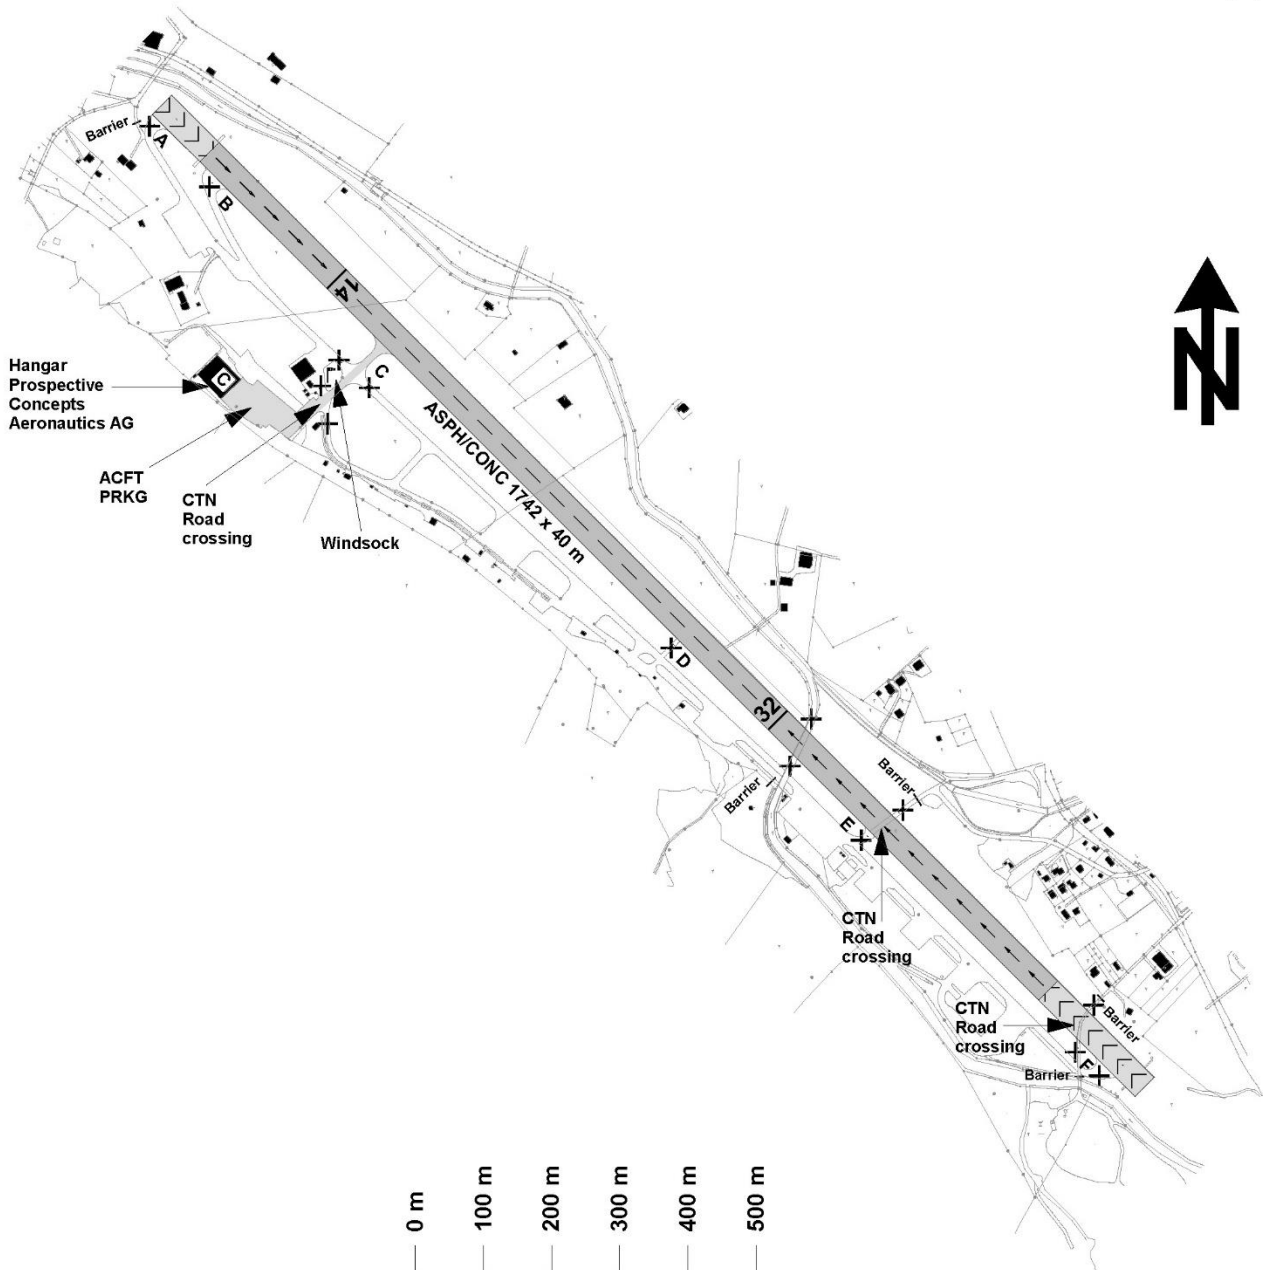 Barrier
A
B
14
C
Hangar
Prospective
Concepts
Aeronautics AG
C
ACFT
PRKG
CTN
Road
crossing
Windsock
ASPH/CONC 1742 x 40 m
N
D
32
Barrier
Barrier
E
CTN
Road
crossing
CTN
Road
crossing
Barrier
F
Barrier
0 m
100 m
200 m
300 m
400 m
500 m